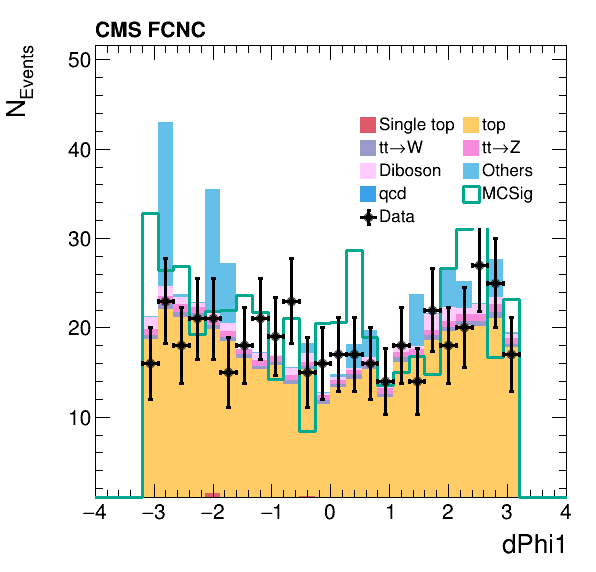 CMS FCNC
N_Events
50
40
30
20
10
Single top top
tt→W tt→Z
Diboson Others
qcd MCSig
Data
−4 −3 −2 −1 0 1 2 3 4
dPhi1